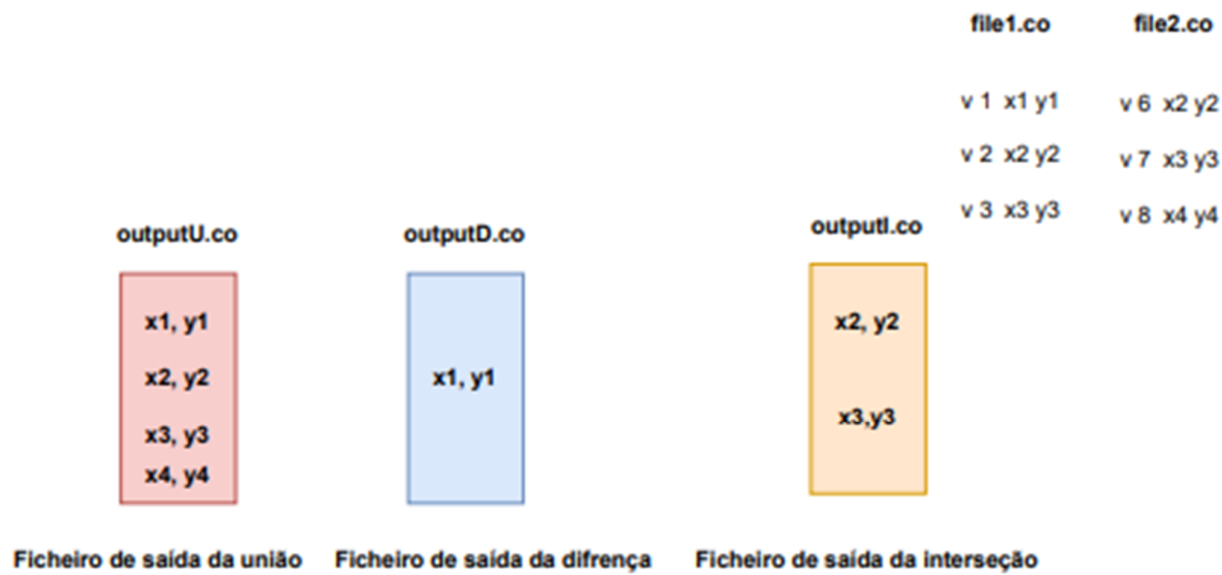 file1.co file2.co
v 1 x1 y1 v 6 x2 y2
v 2 x2 y2 v 7 x3 y3
v 3 x3 y3 v 8 x4 y4
outputU.co outputD.co outputI.co
x1, y1
x2, y2
x3, y3
x4, y4
x1, y1
x2, y2
x3,y3
Ficheiro de saída da união Ficheiro de saída da difrença Ficheiro de saída da interseção